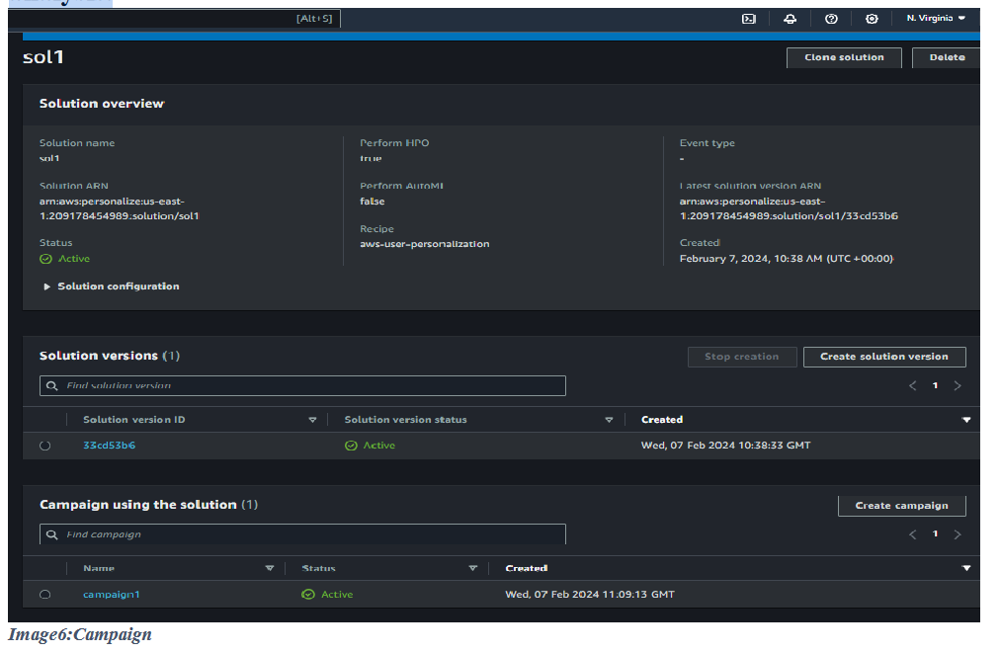 [Alt+S]
N. Virginia
sol1
Clone solution
Delete
Solution overview
Solution name
sol1
Solution ARN
arn:aws:personalize:us-east-
1:209178454989:solution/sol1
Status
Active
Solution configuration
Perform HPO
true
Perform AutoML
false
Recipe
aws-user-personalization
Event type
-
Latest solution version ARN
arn:aws:personalize:us-east-
1:209178454989:solution/sol1/33cd53b6
Created
February 7, 2024, 10:38 AM (UTC +00:00)
Solution versions (1)
Stop creation
Create solution version
Find solution version
1
Solution version ID
Solution version status
Created
33cd53b6
Active
Wed, 07 Feb 2024 10:38:33 GMT
Campaign using the solution (1)
Create campaign
Find campaign
1
Name
Status
Created
campaign1
Active
Wed, 07 Feb 2024 11:09:13 GMT
Image6:Campaign